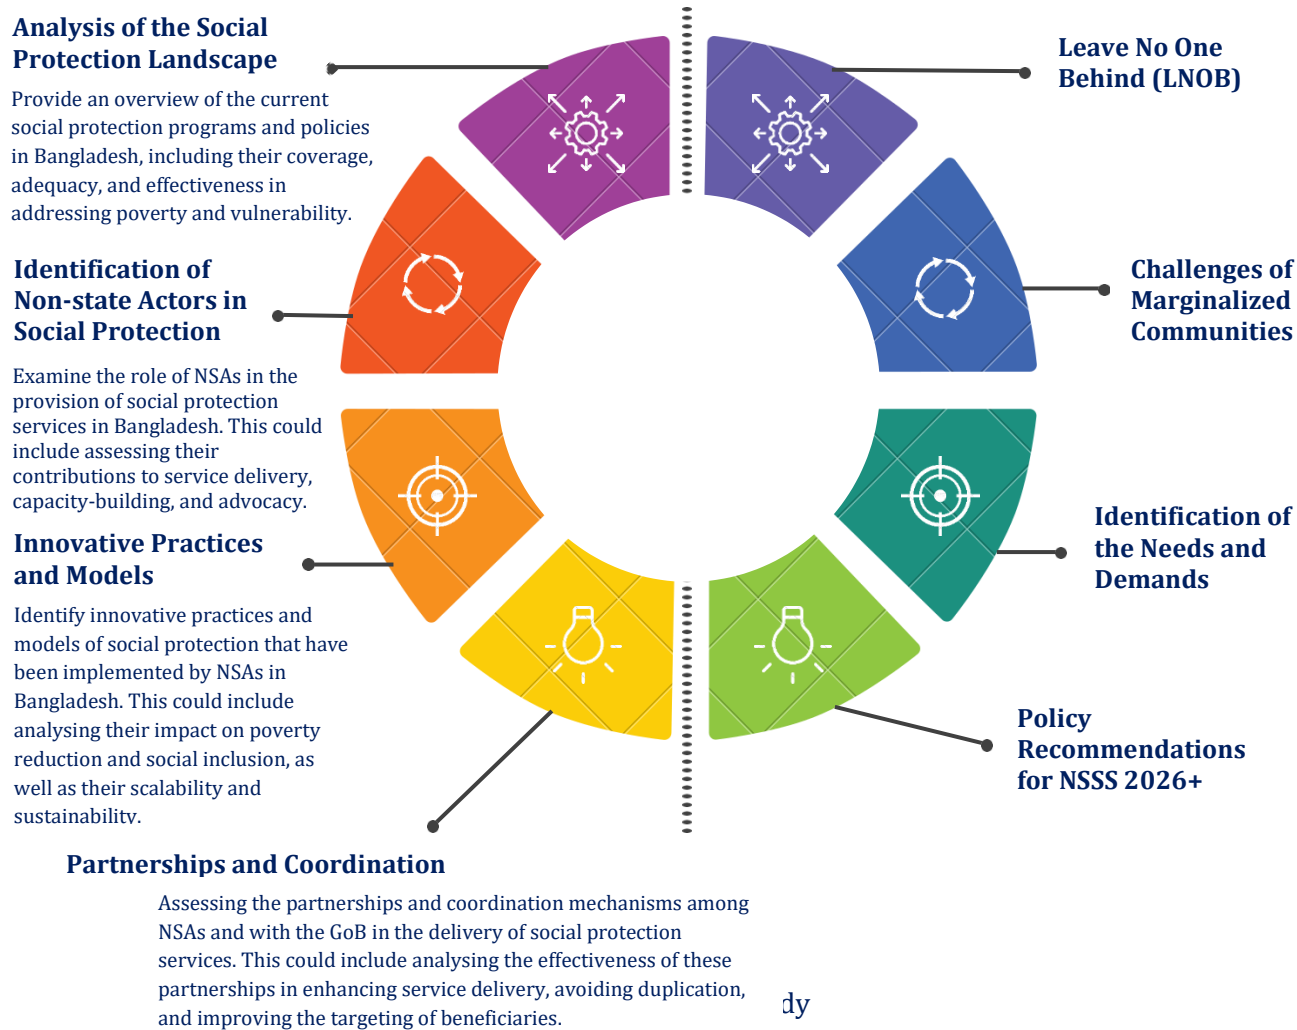 Analysis of the Social
Protection Landscape
Provide an overview of the current
social protection programs and policies
in Bangladesh, including their coverage,
adequacy, and effectiveness in
addressing poverty and vulnerability.
Identification of
Non-state Actors in
Social Protection
Examine the role of NSAs in the
provision of social protection
services in Bangladesh. This could
include assessing their
contributions to service delivery,
capacity-building, and advocacy.
Innovative Practices
and Models
Identify innovative practices and
models of social protection that have
been implemented by NSAs in
Bangladesh. This could include
analysing their impact on poverty
reduction and social inclusion, as
well as their scalability and
sustainability.
Partnerships and Coordination
Assessing the partnerships and coordination mechanisms among
NSAs and with the GoB in the delivery of social protection
services. This could include analysing the effectiveness of these
partnerships in enhancing service delivery, avoiding duplication,
and improving the targeting of beneficiaries.
Leave No One
Behind (LNOB)
Challenges of
Marginalized
Communities
Identification of
the Needs and
Demands
Policy
Recommendations
for NSSS 2026+
dy